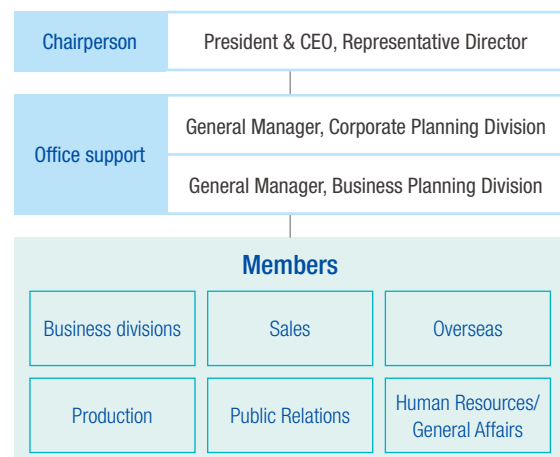 Chairperson
President & CEO, Representative Director
Office support
General Manager, Corporate Planning Division
General Manager, Business Planning Division
Members
Business divisions
Sales
Overseas
Production
Public Relations
Human Resources/
General Affairs